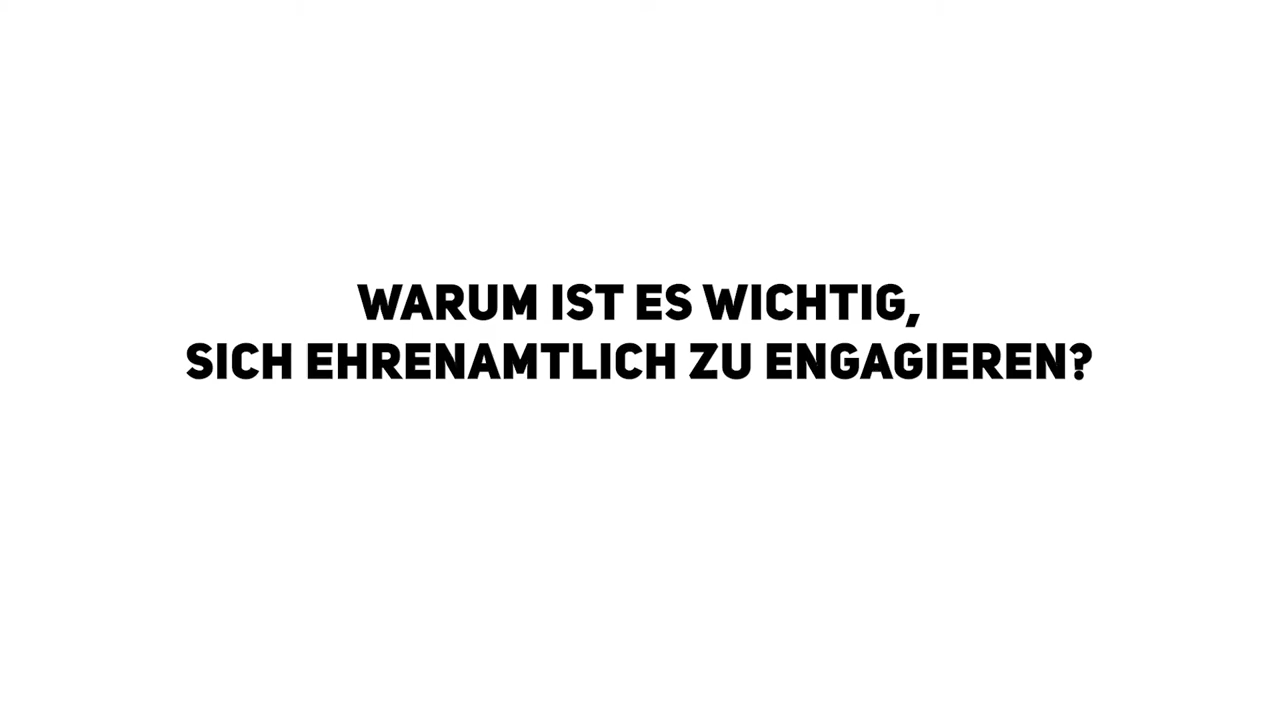 WARUM IST ES WICHTIG,
SICH EHRENAMTLICH ZU ENGAGIEREN?